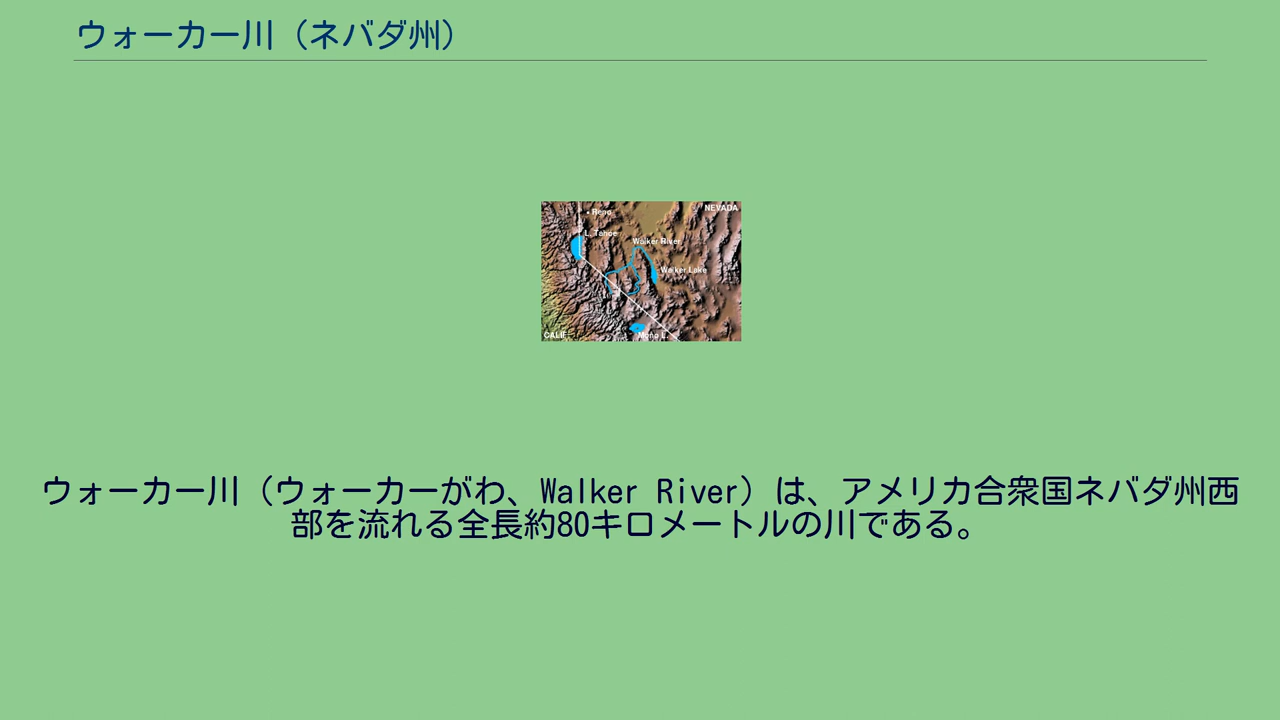 ウォーカー川（ネバダ州）
Reno
NEVADA
L. Tahoe
Walker River
Walker Lake
CALIF
Mono L.
ウォーカー川（ウォーカーがわ、Walker River）は、アメリカ合衆国ネバダ州西
部を流れる全長約80キロメートルの川である。